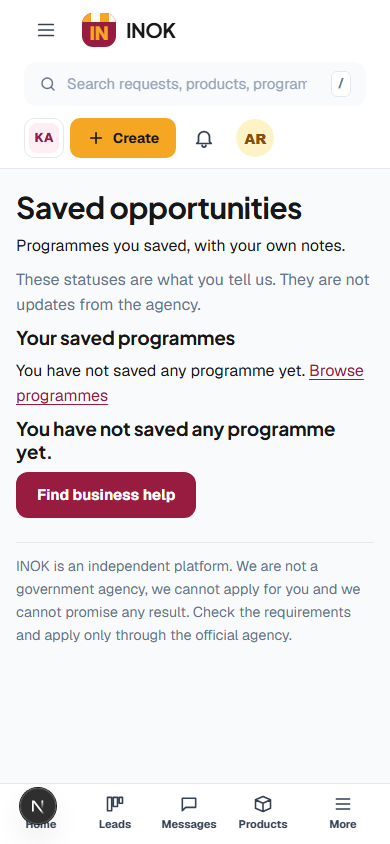 IN INOK
Search requests, products, program /
KA + Create AR
Saved opportunities
Programmes you saved, with your own notes.
These statuses are what you tell us. They are not
updates from the agency.
Your saved programmes
You have not saved any programme yet. Browse
programmes
You have not saved any programme
yet.
Find business help
INOK is an independent platform. We are not a
government agency, we cannot apply for you and we
cannot promise any result. Check the requirements
and apply only through the official agency.
N
Home Leads Messages Products More